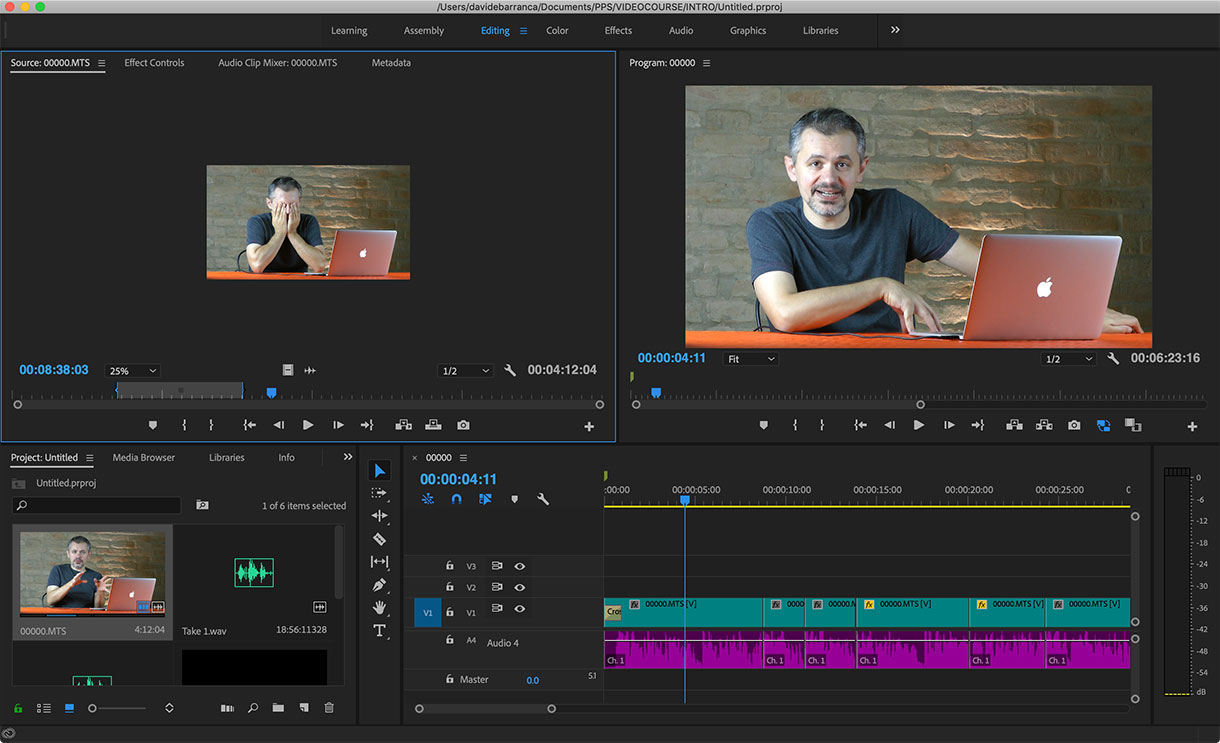 /Users/davidebarranca/Documents/PPS/VIDEOCOURSE/INTRO/Untitled.prproj
Learning Assembly Editing Color Effects Audio Graphics Libraries
Source: 00000.MTS Effect Controls Audio Clip Mixer: 00000.MTS Metadata
Program: 00000
00:08:38:03 25% 1/2 00:04:12:04
00:00:04:11 Fit 1/2 00:06:23:16
Project: Untitled Media Browser Libraries Info
Untitled.prproj
1 of 6 items selected
00000.MTS 4:12:04
Take 1.wav 18:56:11328
T
× 00000
00:00:04:11
:00:00 00:00:05:00 00:00:10:00 00:00:15:00 00:00:20:00 00:00:25:00
V3
V2
V1 V1
Cros 00000.MTS [V] 0000 00000.M 00000.MTS [V] 00000.MTS [V] 00000.MTS [V]
A4 Audio 4
Ch. 1 Ch. 1 Ch. 1 Ch. 1 Ch. 1 Ch. 1
Master 0.0
0
-6
-12
-18
-24
-30
-36
-42
-48
-54
dB